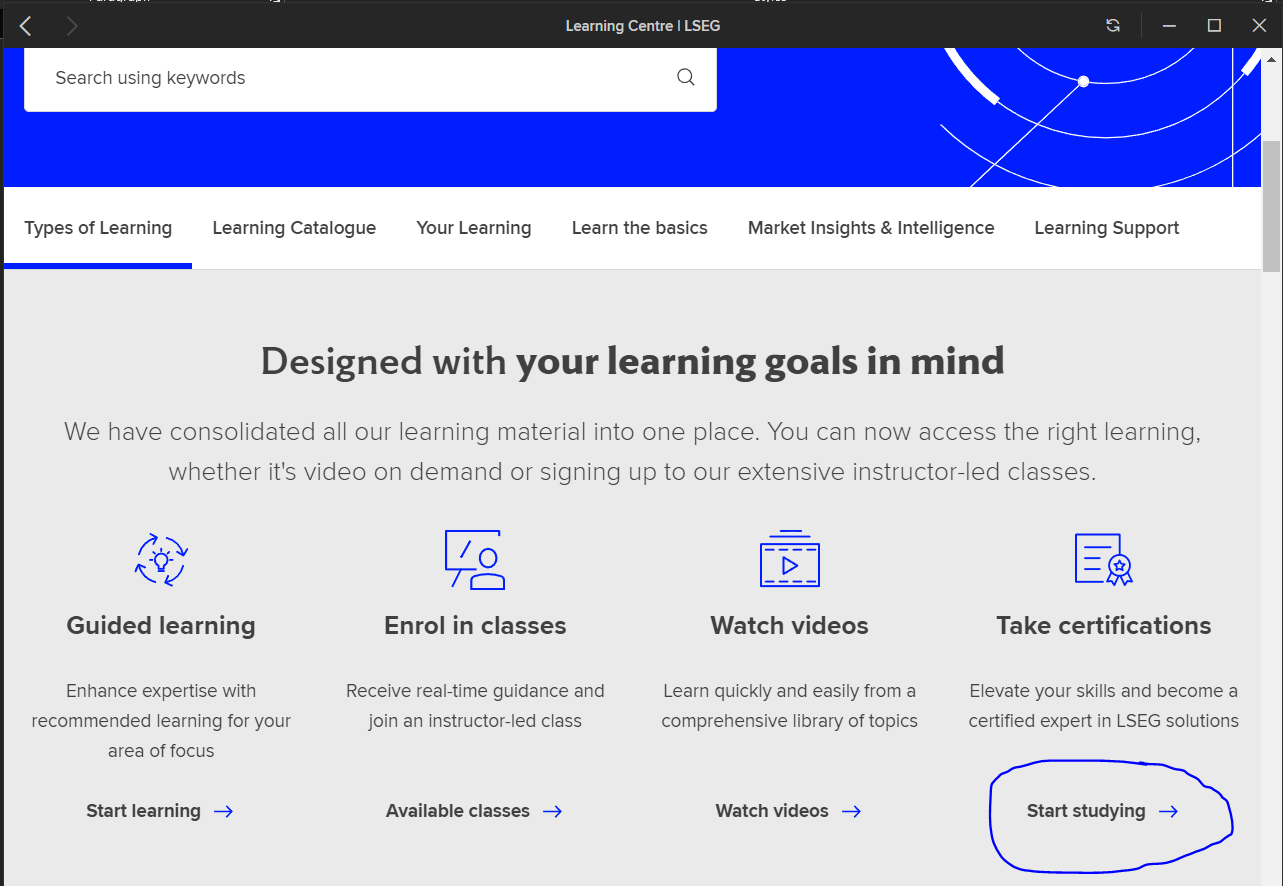 Learning Centre | LSEG
Search using keywords
Types of Learning
Learning Catalogue
Your Learning
Learn the basics
Market Insights & Intelligence
Learning Support
Designed with your learning goals in mind
We have consolidated all our learning material into one place. You can now access the right learning,
whether it's video on demand or signing up to our extensive instructor-led classes.
Guided learning
Enhance expertise with
recommended learning for your
area of focus
Start learning
Enrol in classes
Receive real-time guidance and
join an instructor-led class
Available classes
Watch videos
Learn quickly and easily from a
comprehensive library of topics
Watch videos
Take certifications
Elevate your skills and become a
certified expert in LSEG solutions
Start studying